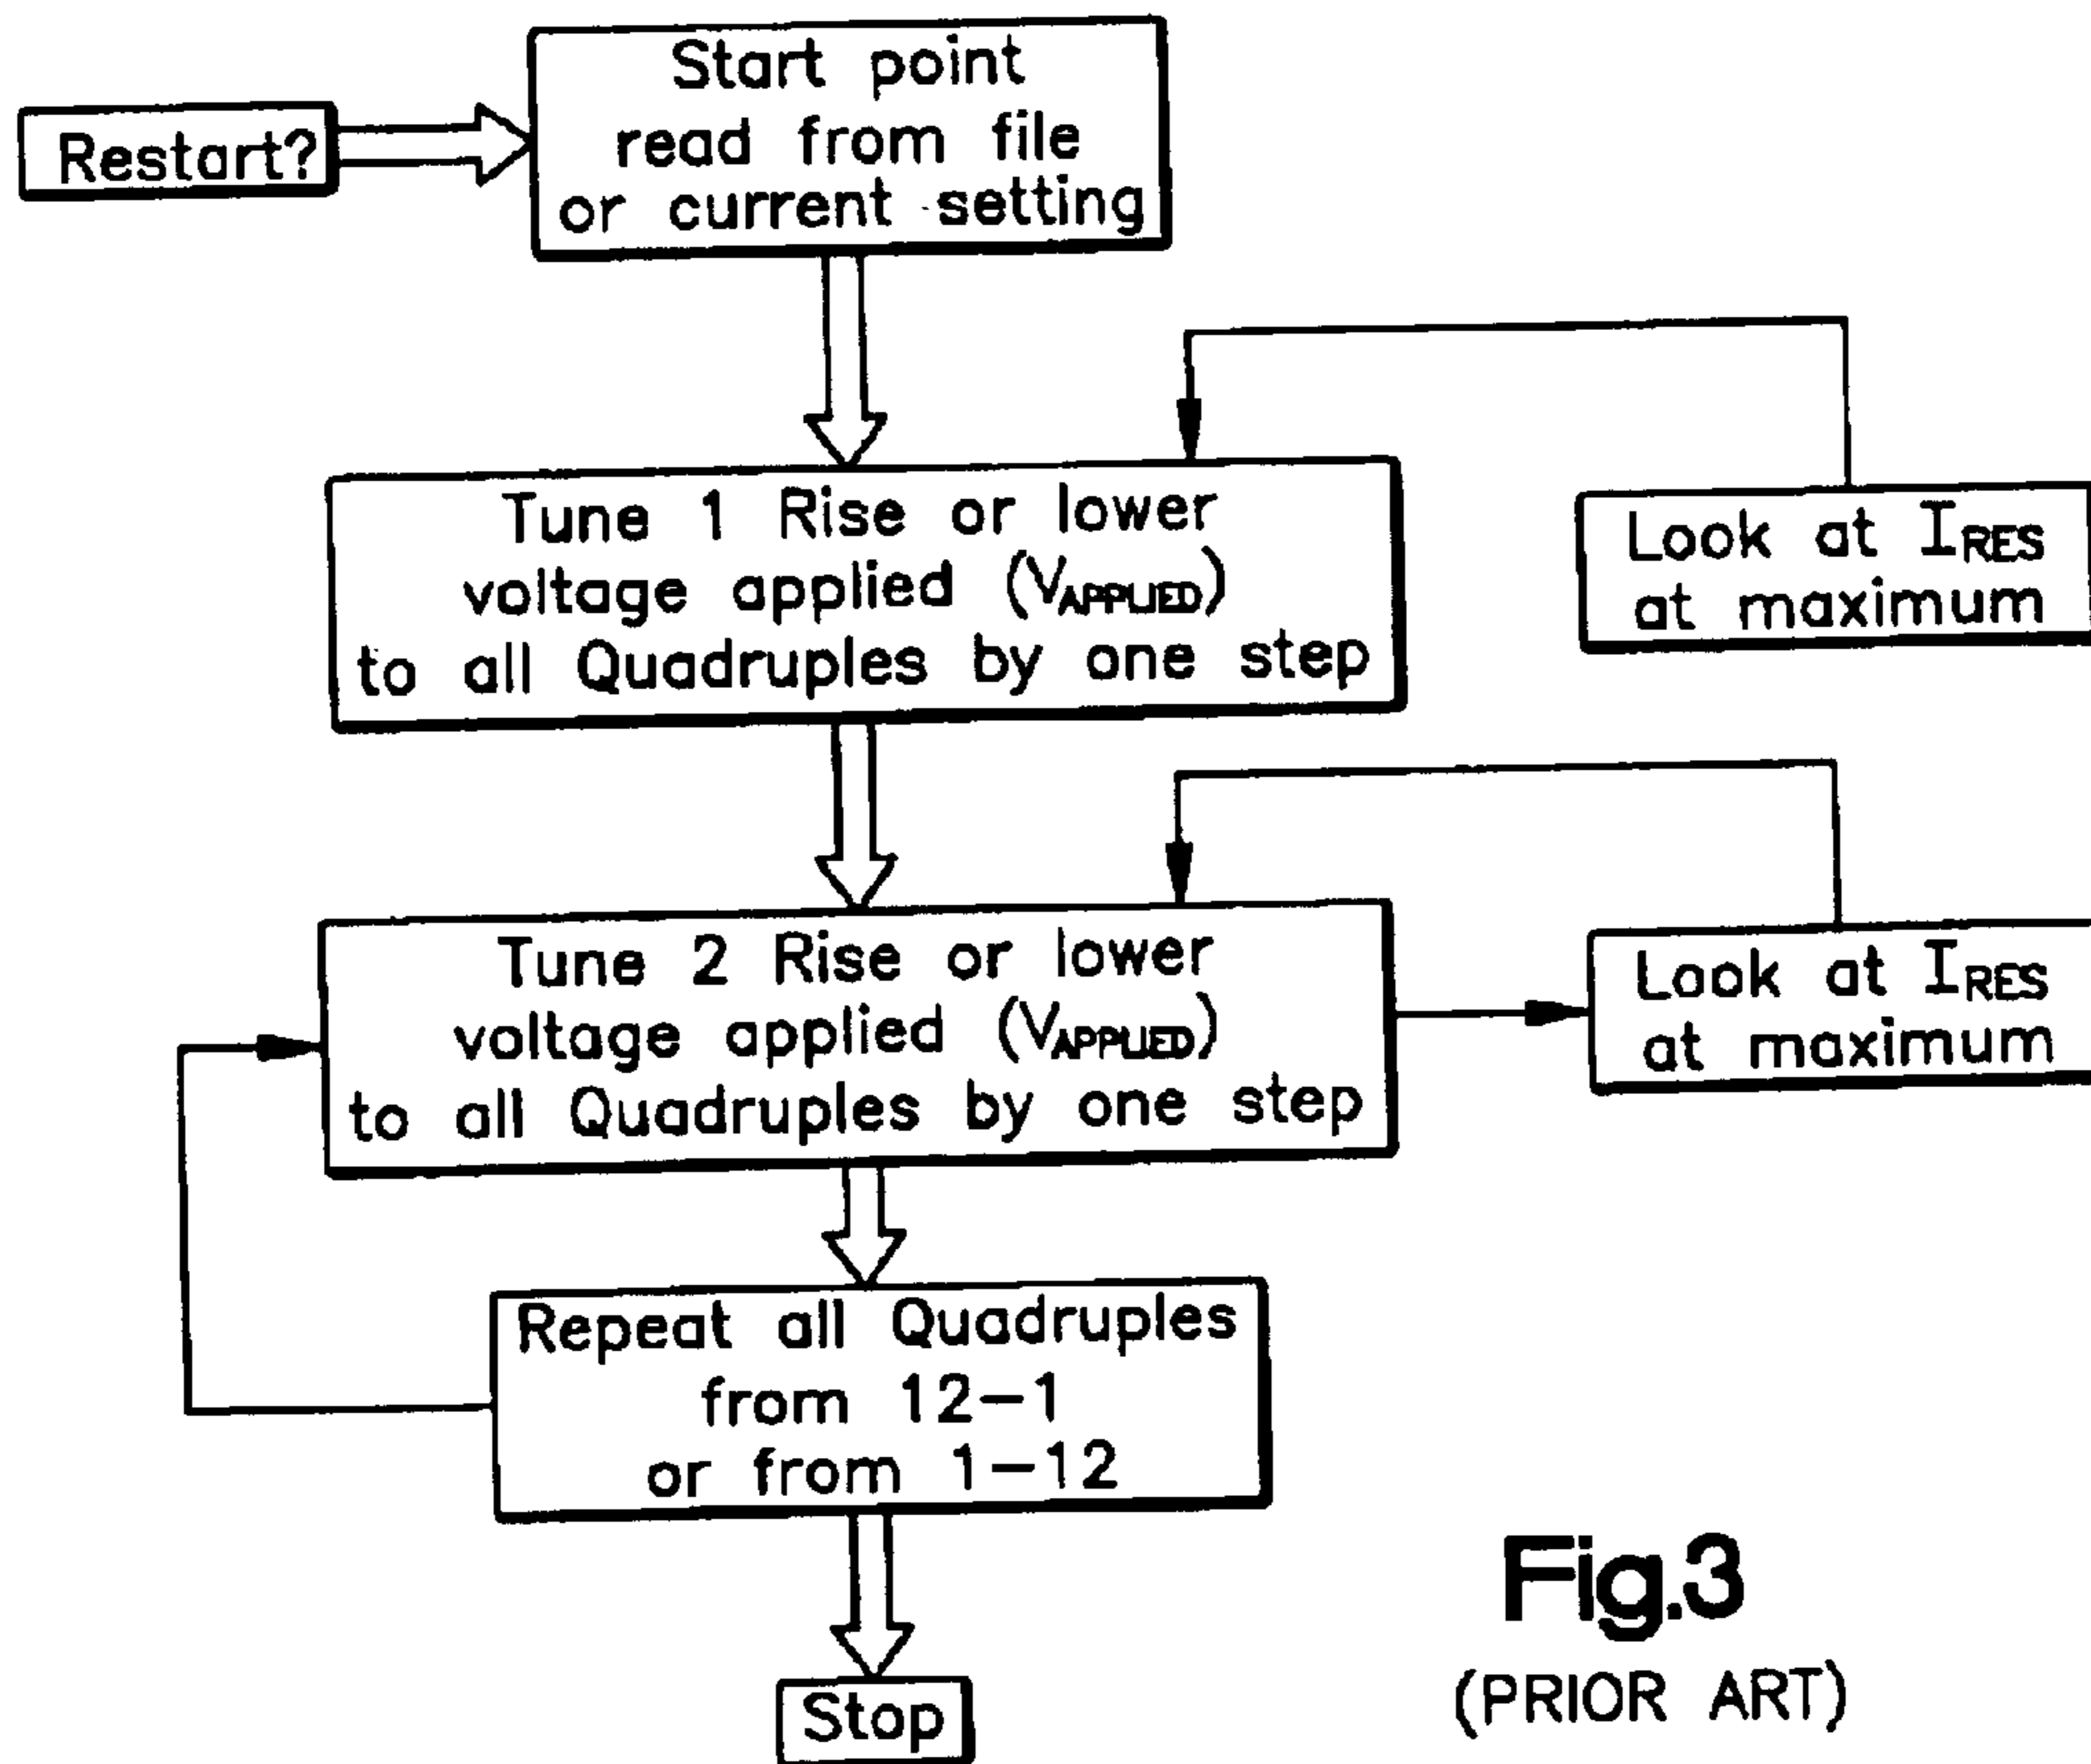 Start point
read from file
or current setting
Restart?
Tune 1 Rise or lower
voltage applied (VAPPLIED)
to all Quadruples by one step
Look at IRES
at maximum
Tune 2 Rise or lower
voltage applied (VAPPLIED)
to all Quadruples by one step
Look at IRES
at maximum
Repeat all Quadruples
from 12-1
or from 1-12
Stop
Fig.3
(PRIOR ART)